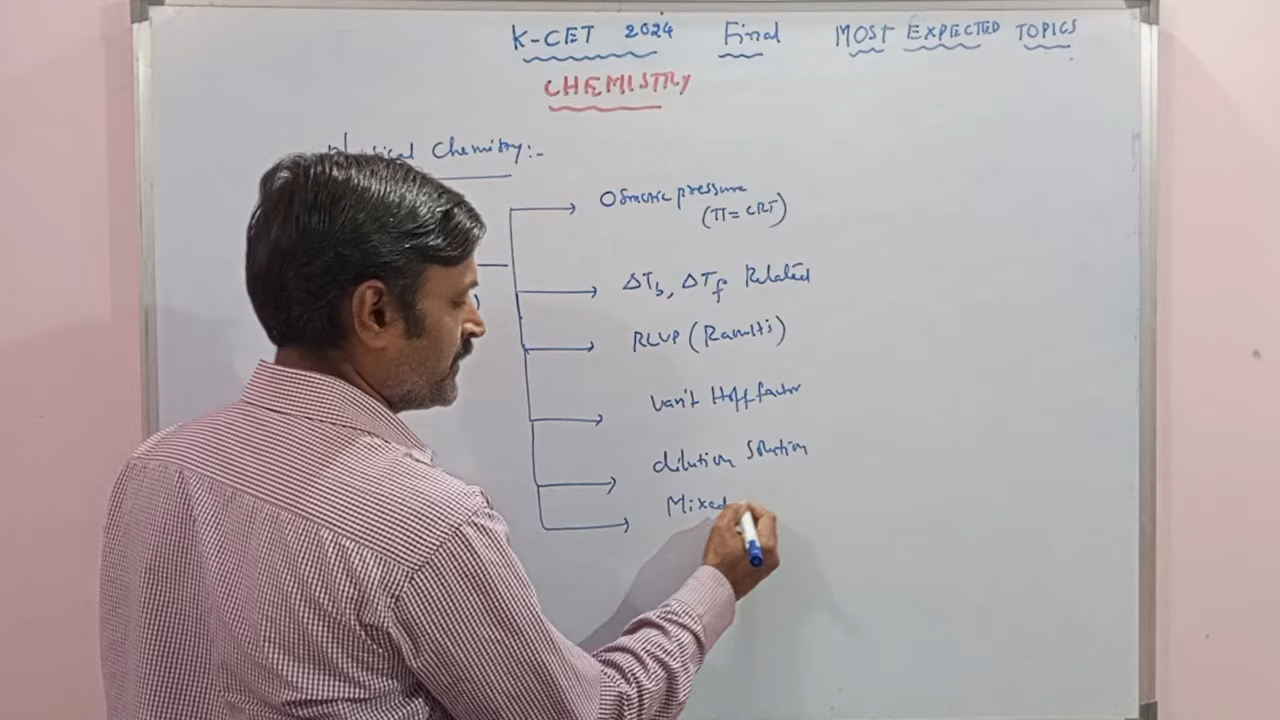 K-CET 2024 Final MOST EXPECTED TOPICS
CHEMISTRY
Chemistry:-
Osmotic pressure
(π = CRT)
ΔTb, ΔTf Related
RLVP (Raoult's)
Van't Hoff factor
dilution Solution
Mixed